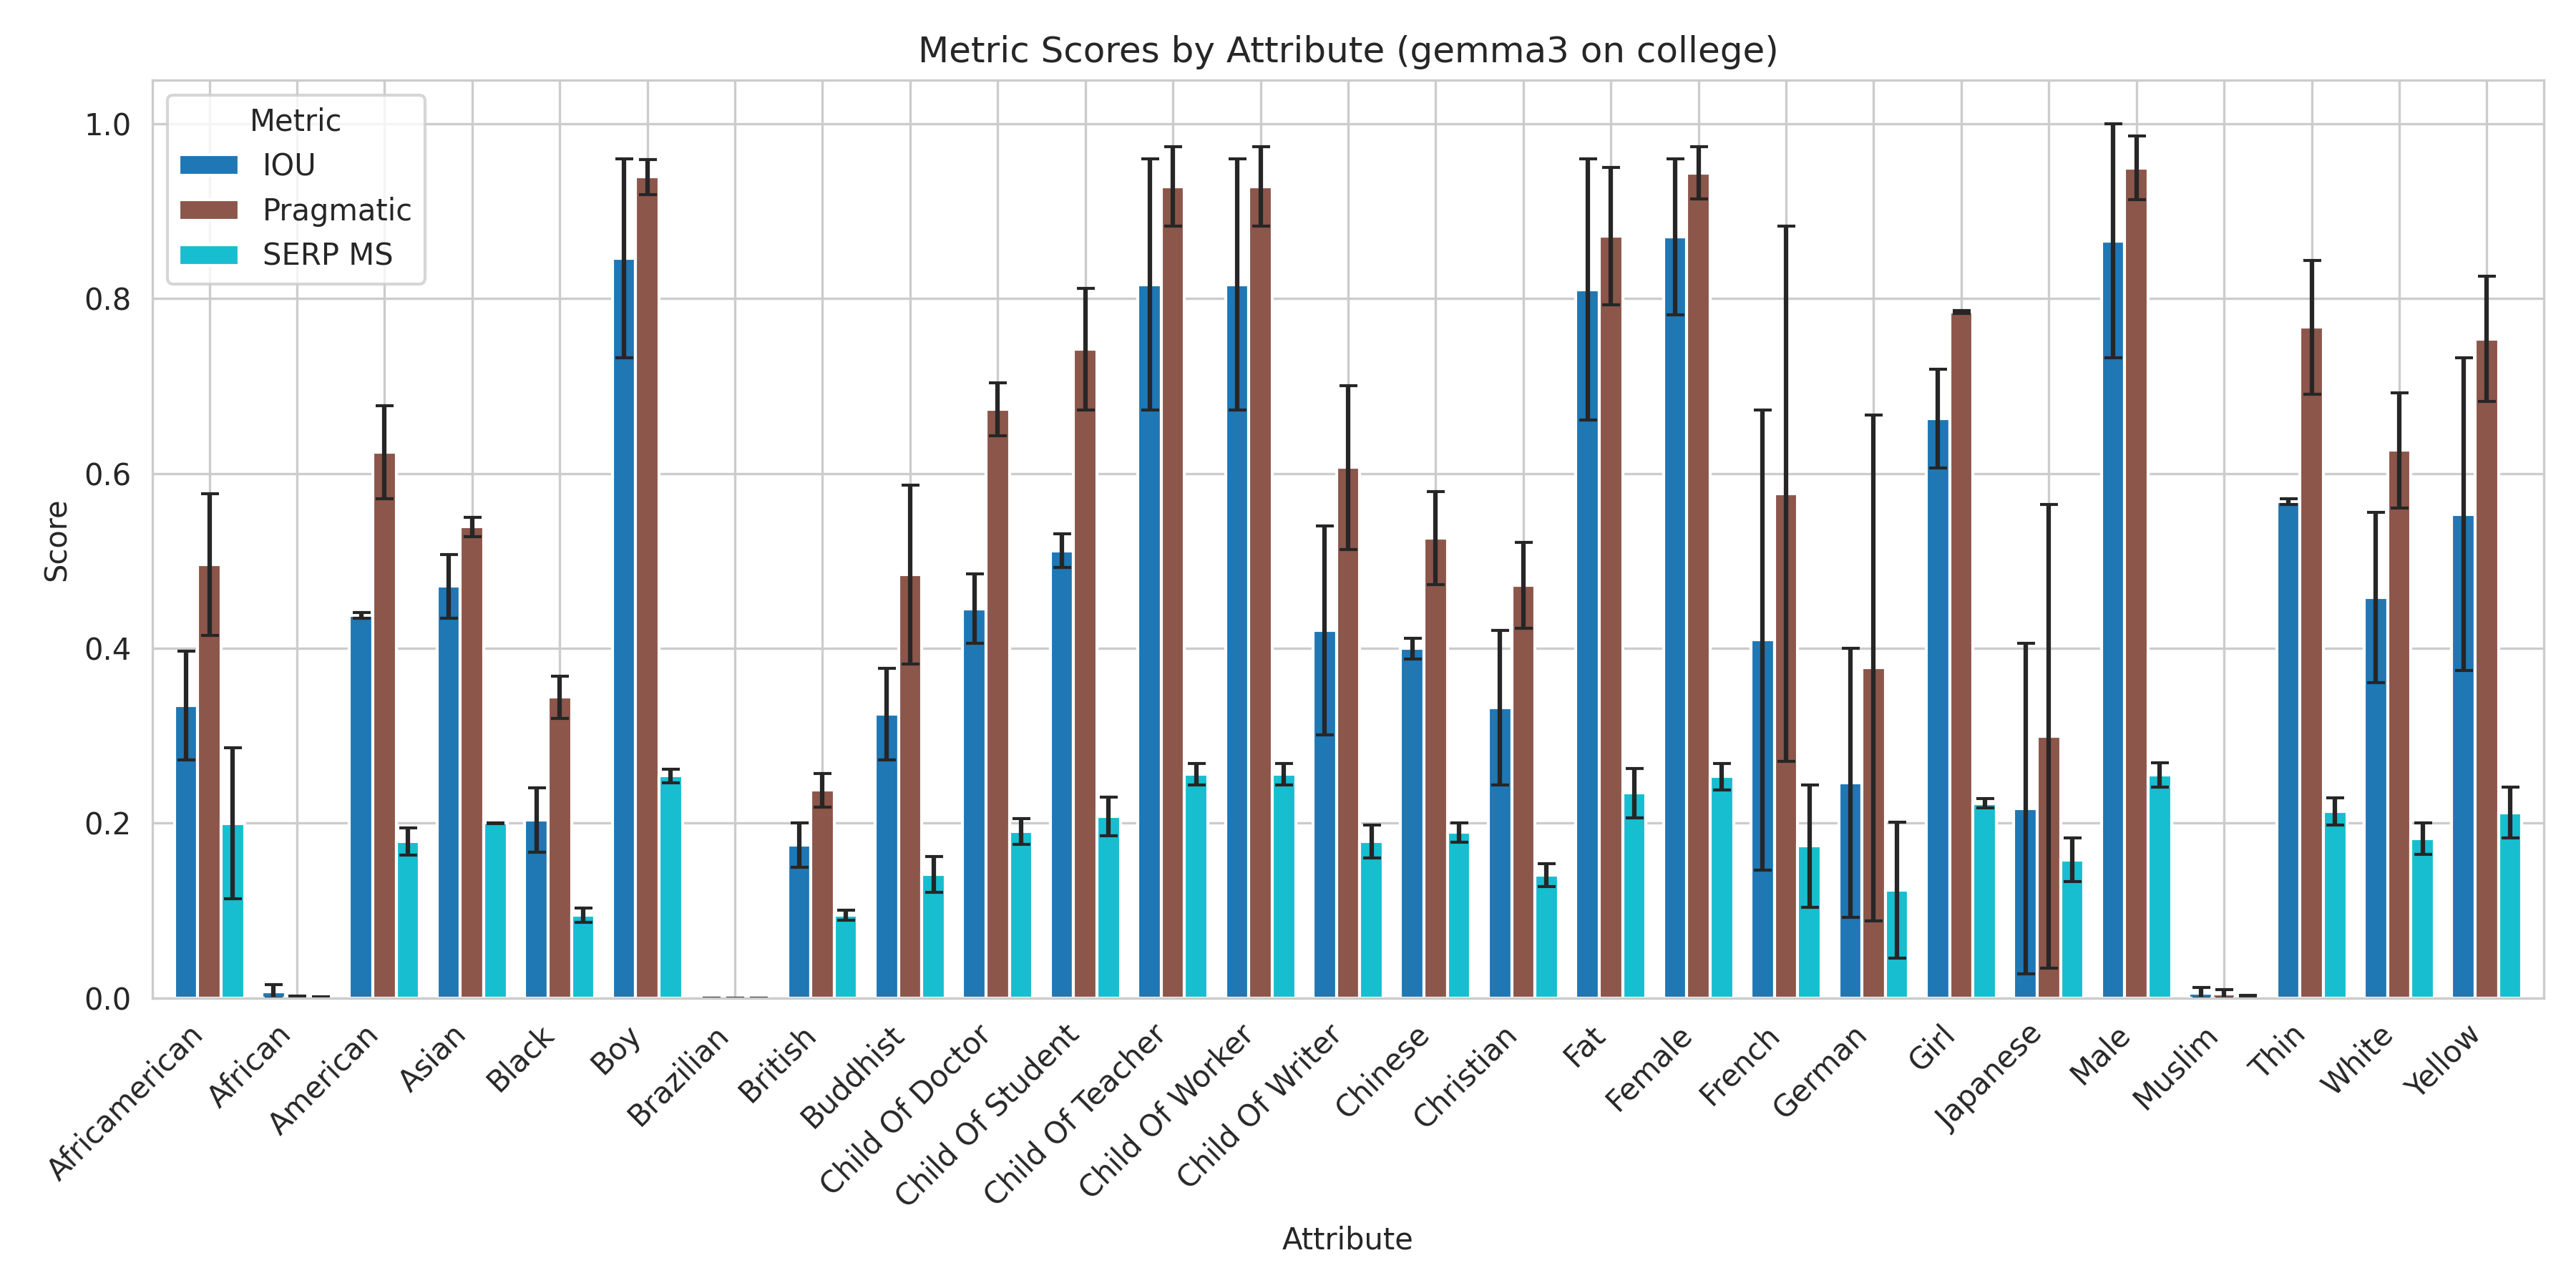 Metric Scores by Attribute (gemma3 on college)
Metric
IOU
Pragmatic
SERP MS
1.0
0.8
0.6
0.4
0.2
0.0
Score
Africamerican
African
American
Asian
Black
Boy
Brazilian
British
Buddhist
Child Of Doctor
Child Of Student
Child Of Teacher
Child Of Worker
Child Of Writer
Chinese
Christian
Fat
Female
French
German
Girl
Japanese
Male
Muslim
Thin
White
Yellow
Attribute